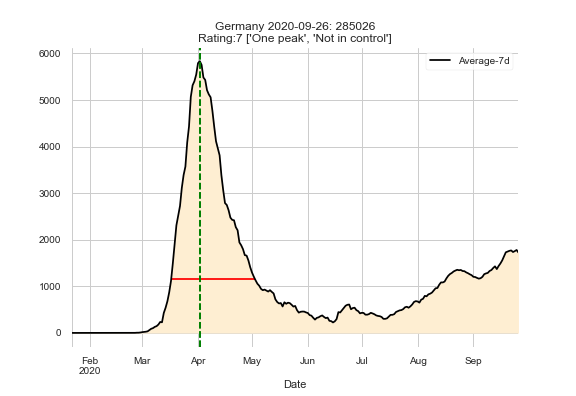 Germany 2020-09-26: 285026
Rating:7 ['One peak', 'Not in control']
Average-7d
6000
5000
4000
3000
2000
1000
0
Feb Mar Apr May Jun Jul Aug Sep
2020
Date